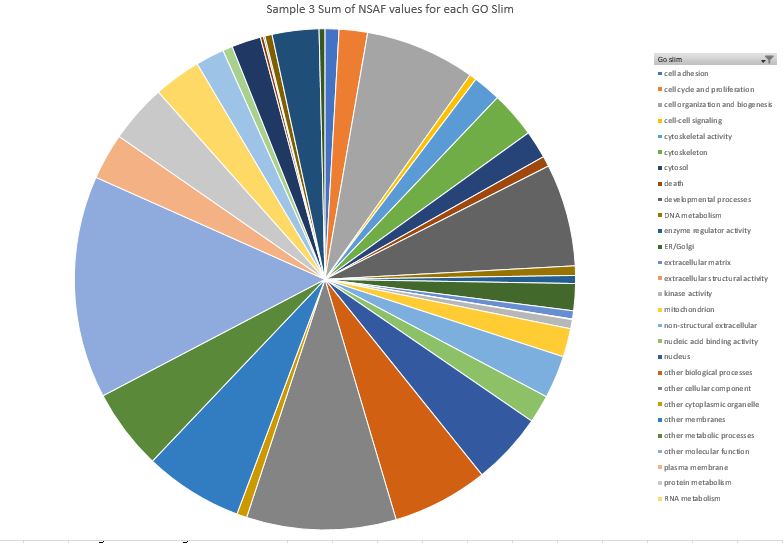 Sample 3 Sum of NSAF values for each GO Slim
Go slim
cell adhesion
cell cycle and proliferation
cell organization and biogenesis
cell-cell signaling
cytoskeletal activity
cytoskeleton
cytosol
death
developmental processes
DNA metabolism
enzyme regulator activity
ER/Golgi
extracellular matrix
extracellular structural activity
kinase activity
mitochondrion
non-structural extracellular
nucleic acid binding activity
nucleus
other biological processes
other cellular component
other cytoplasmic organelle
other membranes
other metabolic processes
other molecular function
plasma membrane
protein metabolism
RNA metabolism